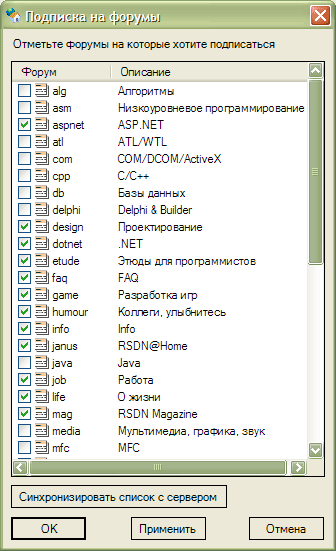 Подписка на форумы
Отметьте форумы на которые хотите подписаться
Форум Описание
alg Алгоритмы
asm Низкоуровневое программирование
aspnet ASP.NET
atl ATL/WTL
com COM/DCOM/ActiveX
cpp C/C++
db Базы данных
delphi Delphi & Builder
design Проектирование
dotnet .NET
etude Этюды для программистов
faq FAQ
game Разработка игр
humour Коллеги, улыбнитесь
info Info
janus RSDN@Home
java Java
job Работа
life О жизни
mag RSDN Magazine
media Мультимедиа, графика, звук
mfc MFC
Синхронизировать список с сервером
OK Применить Отмена